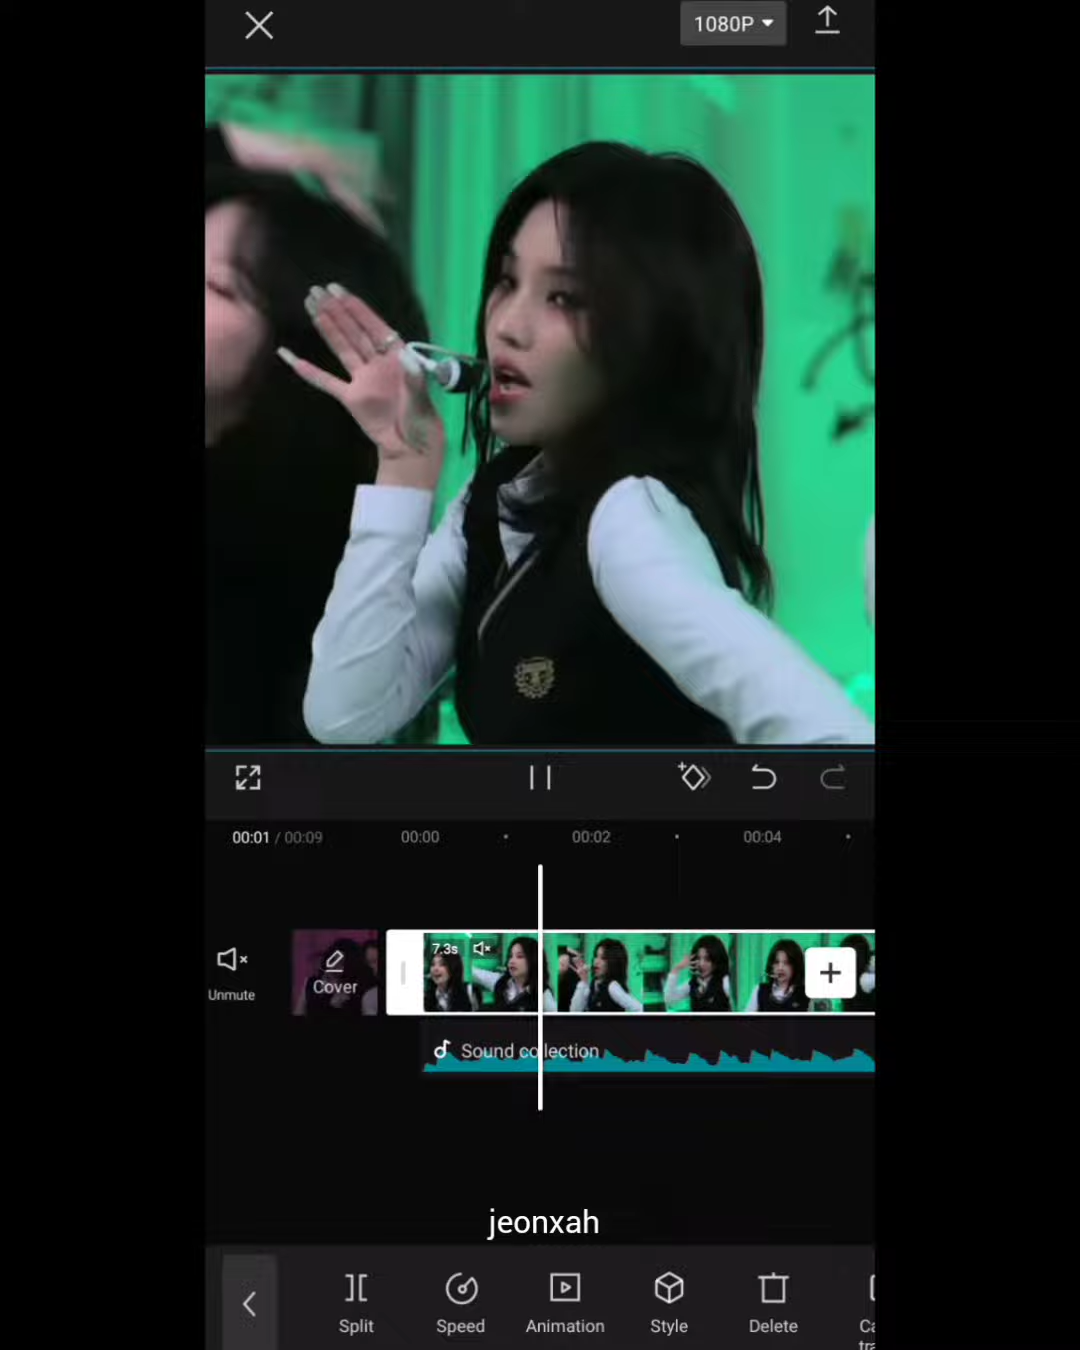 1080P
00:01 / 00:09
00:00
00:02
00:04
7.3s
Unmute
Cover
Sound collection
jeonxah
Split
Speed
Animation
Style
Delete